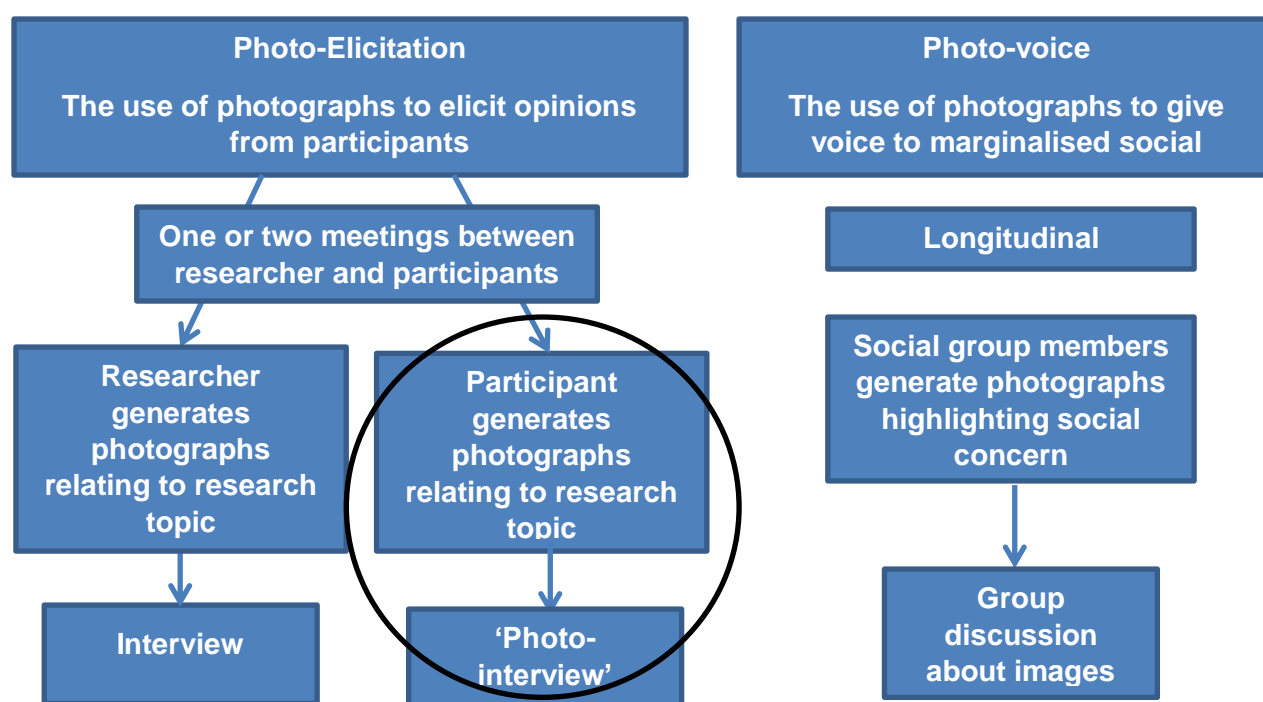 Photo-Elicitation
The use of photographs to elicit opinions
from participants
One or two meetings between
researcher and participants
Researcher
generates
photographs
relating to research
topic
Interview
Participant
generates
photographs
relating to research
topic
‘Photo-
interview’
Photo-voice
The use of photographs to give
voice to marginalised social
Longitudinal
Social group members
generate photographs
highlighting social
concern
Group
discussion
about images